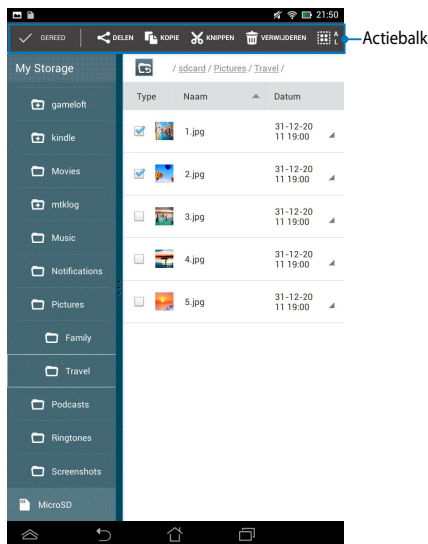 21:50
GEREED DELEN KOPIE KNIPPEN VERWIJDEREN
Actiebalk
My Storage
/ sdcard / Pictures / Travel /
Type Naam Datum
gameloft
kindle
Movies
mtklog
Music
Notifications
Pictures
Family
Travel
Podcasts
Ringtones
Screenshots
MicroSD
1.jpg
31-12-20
11 19:00
2.jpg
31-12-20
11 19:00
3.jpg
31-12-20
11 19:00
4.jpg
31-12-20
11 19:00
5.jpg
31-12-20
11 19:00